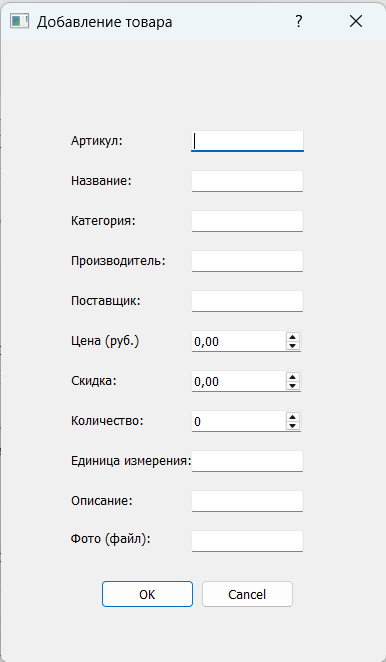 Добавление товара ?
Артикул:
Название:
Категория:
Производитель:
Поставщик:
Цена (руб.) 0,00
Скидка: 0,00
Количество: 0
Единица измерения:
Описание:
Фото (файл):
OK Cancel